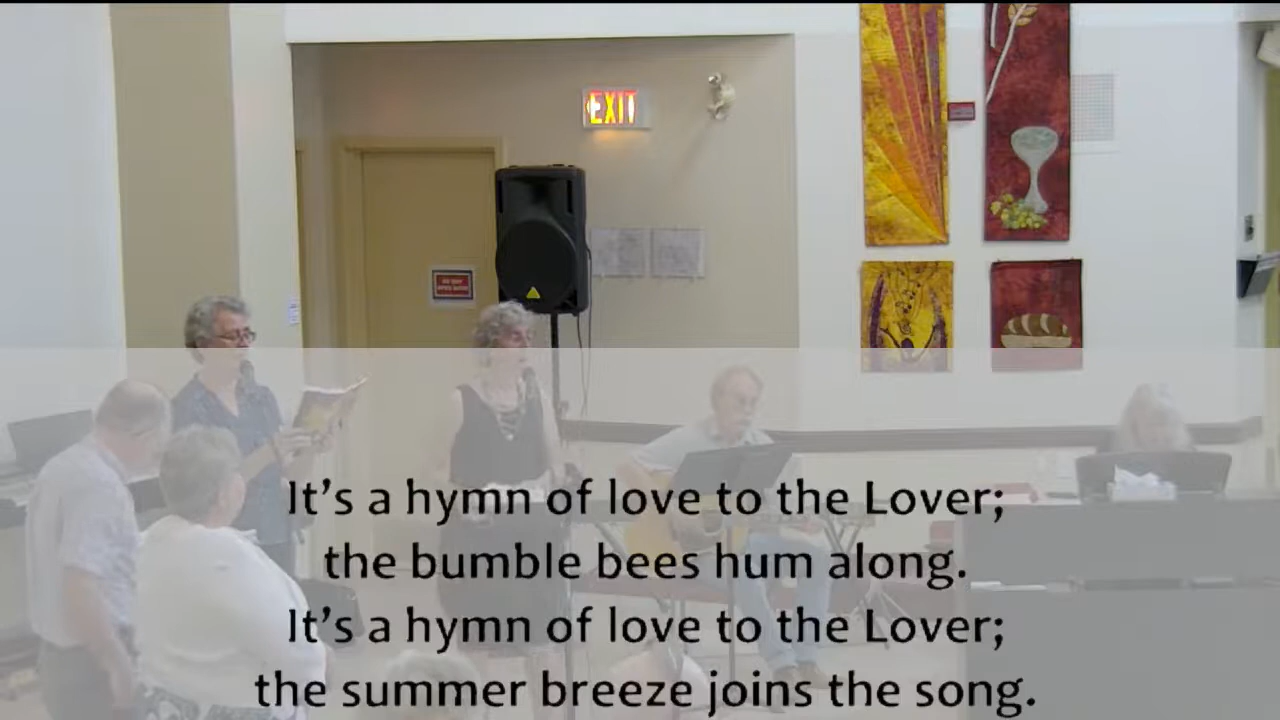 EXIT
It's a hymn of love to the Lover;
the bumble bees hum along.
It's a hymn of love to the Lover;
the summer breeze joins the song.